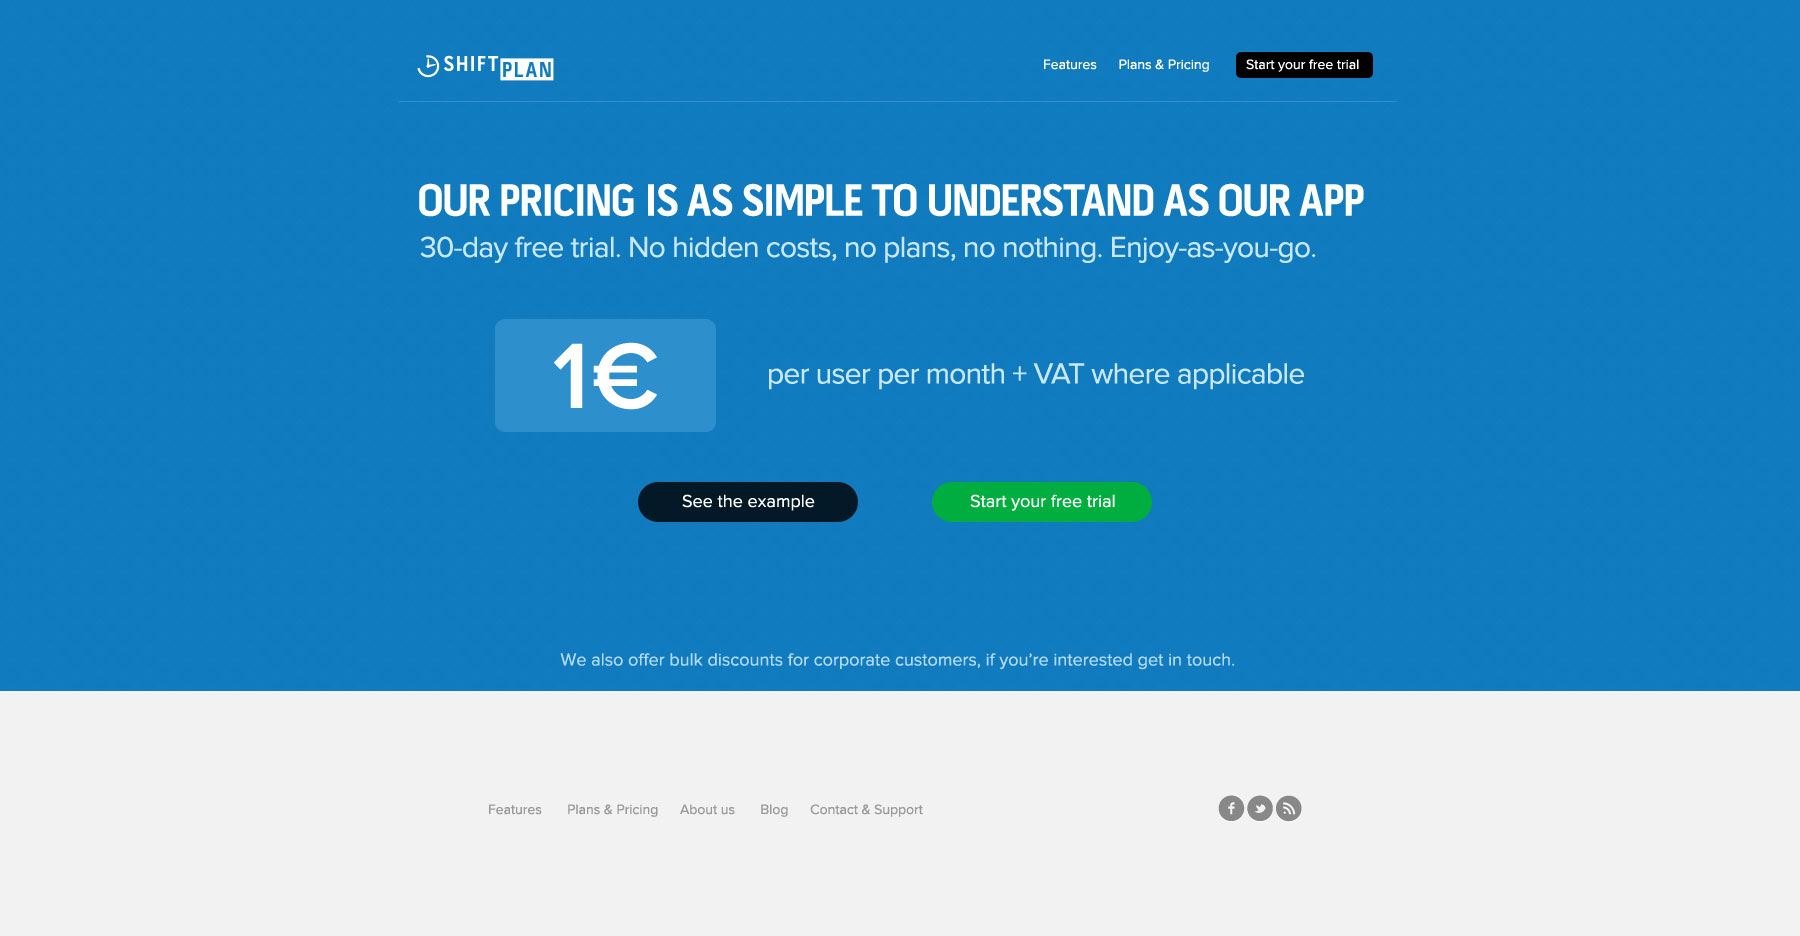 SHIFT PLAN
Features Plans & Pricing Start your free trial
OUR PRICING IS AS SIMPLE TO UNDERSTAND AS OUR APP
30-day free trial. No hidden costs, no plans, no nothing. Enjoy-as-you-go.
1€
per user per month + VAT where applicable
See the example Start your free trial
We also offer bulk discounts for corporate customers, if you’re interested get in touch.
Features Plans & Pricing About us Blog Contact & Support